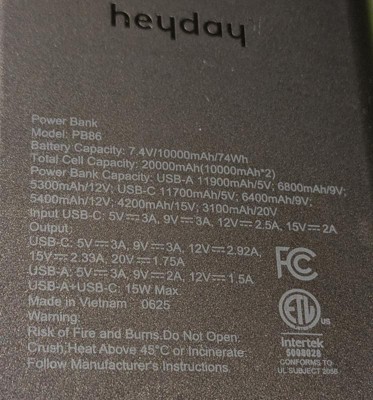 heyday
Power Bank
Model: PB86
Battery Capacity: 7.4V/10000mAh/74Wh
Total Cell Capacity: 20000mAh(10000mAh*2)
Power Bank Capacity: USB-A 11900mAh/5V; 6800mAh/9V;
5300mAh/12V; USB-C 11700mAh/5V; 6400mAh/9V;
5400mAh/12V; 4200mAh/15V; 3100mAh/20V
Input USB-C: 5V⎓3A, 9V⎓3A, 12V⎓2.5A, 15V⎓2A
Output:
USB-C: 5V⎓3A, 9V⎓3A, 12V⎓2.92A,
15V⎓2.33A, 20V⎓1.75A
USB-A: 5V⎓3A, 9V⎓2A, 12V⎓1.5A
USB-A+USB-C: 15W Max
Made in Vietnam 0625
Warning:
Risk of Fire and Burns.Do Not Open.
Crush,Heat Above 45°C or Incinerate.
Follow Manufacturer's Instructions.
FC
ETL
us
Intertek
5008026
CONFORMS TO
UL SUBJECT 2056